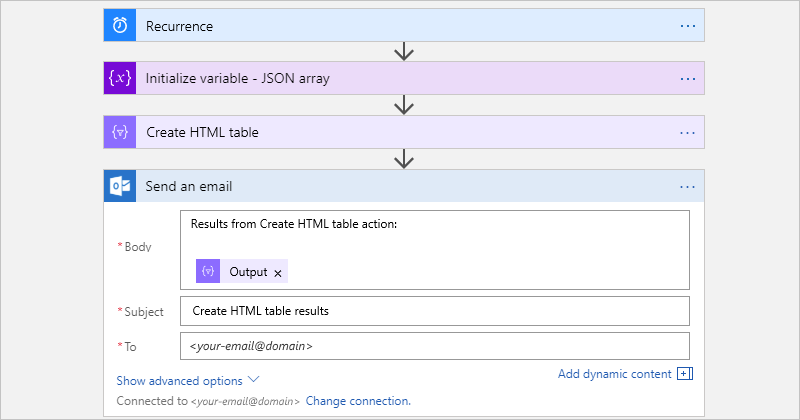 Recurrence ...
{x} Initialize variable - JSON array ...
Create HTML table ...
Send an email ...
Results from Create HTML table action:
* Body
Output ×
* Subject Create HTML table results
* To <your-email@domain>
Add dynamic content +
Show advanced options
Connected to <your-email@domain> Change connection.